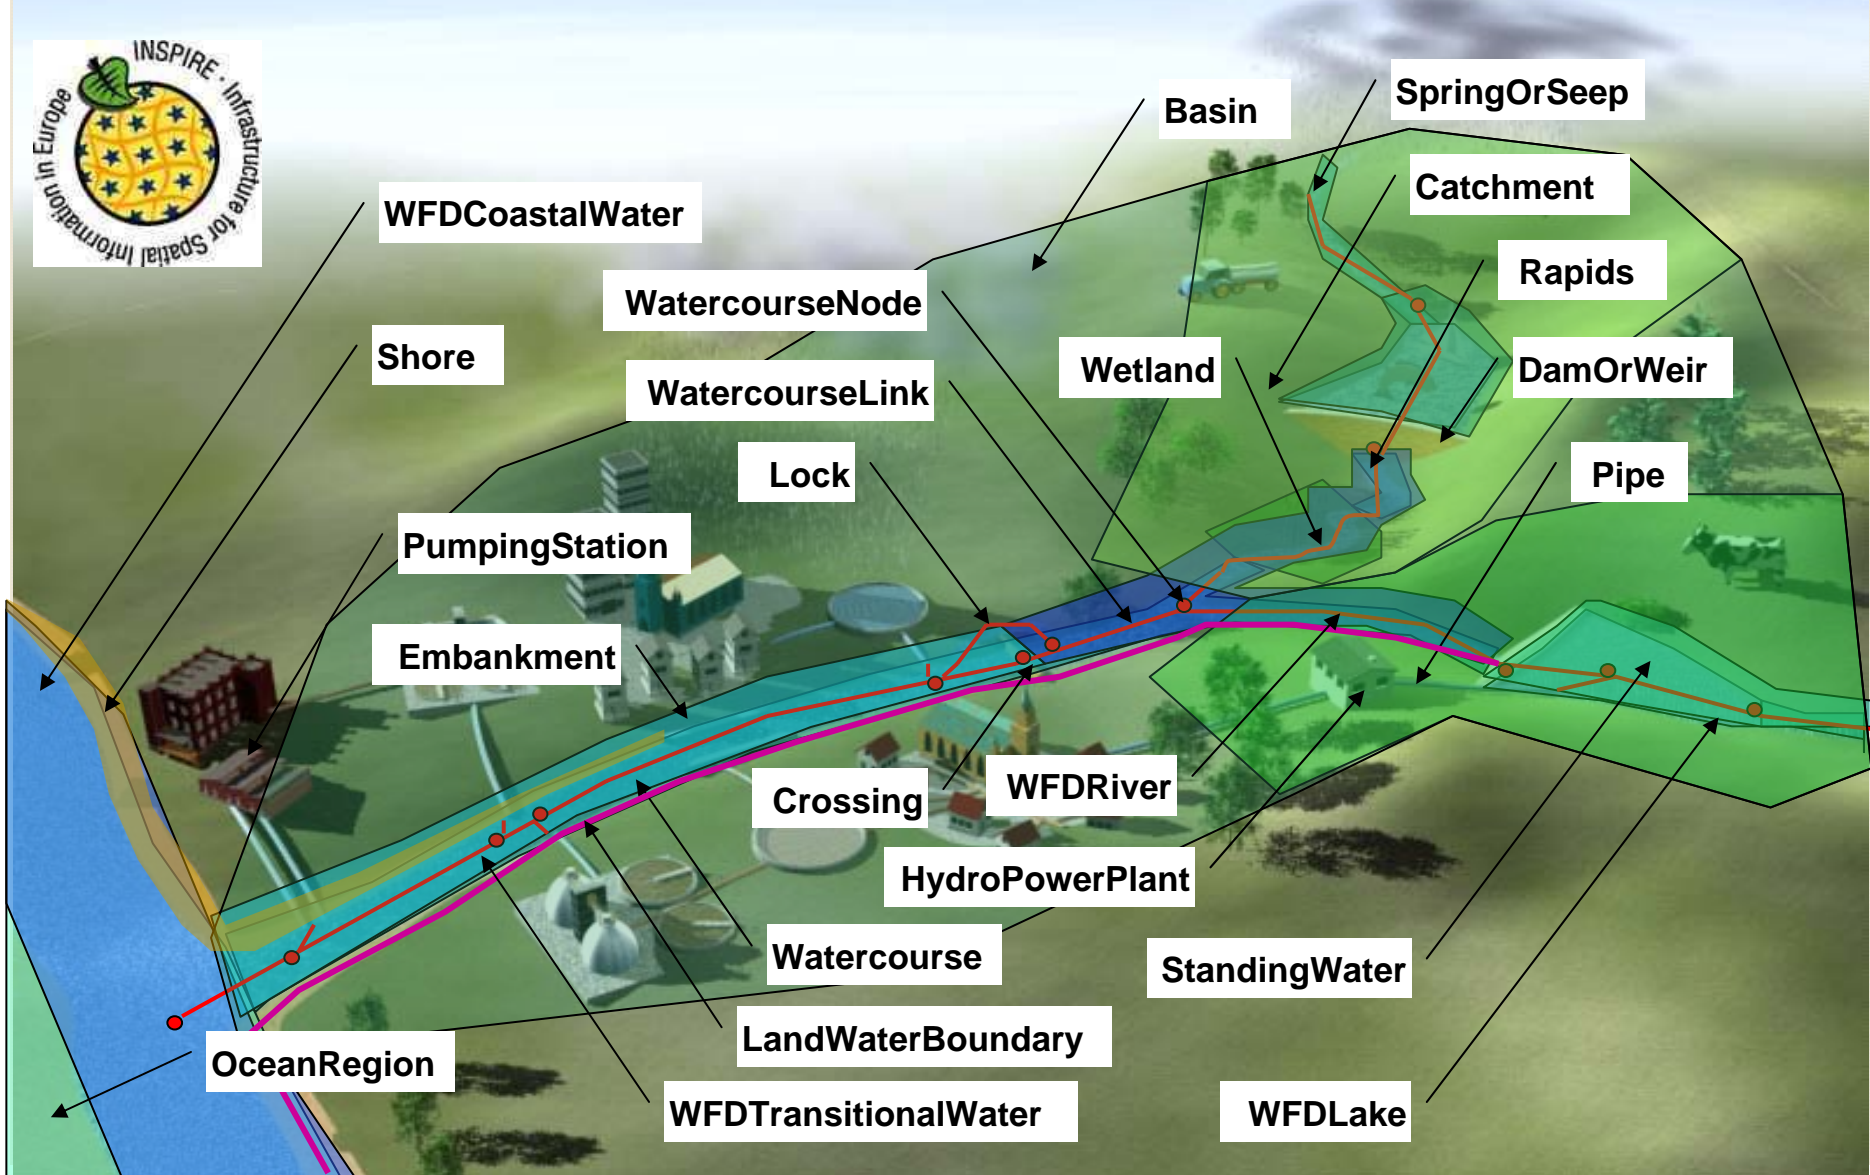 INSPIRE · Infrastructure for Spatial Information in Europe
SpringOrSeep
Basin
Catchment
WFDCoastalWater
Rapids
WatercourseNode
Shore
Wetland
DamOrWeir
WatercourseLink
Lock
Pipe
PumpingStation
Embankment
WFDRiver
Crossing
HydroPowerPlant
Watercourse
StandingWater
LandWaterBoundary
OceanRegion
WFDTransitionalWater
WFDLake